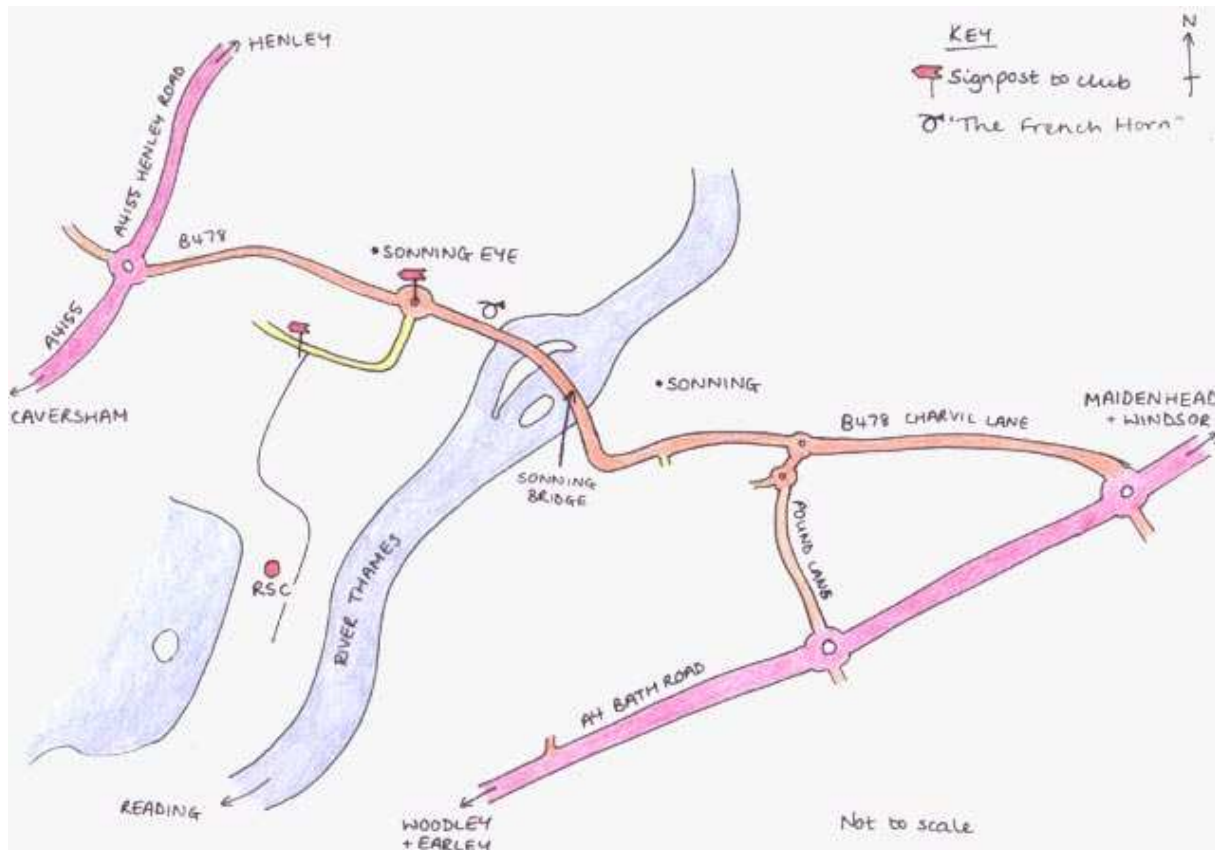 HENLEY
KEY
N
Signpost to club
"The French Horn"
A4155 HENLEY ROAD
B478
SONNING EYE
A4155
CAVERSHAM
SONNING
MAIDENHEAD
+ WINDSOR
B478 CHARVIL LANE
SONNING
BRIDGE
POUND LANE
RSC
RIVER THAMES
A4 BATH ROAD
READING
WOODLEY
+ EARLEY
Not to scale